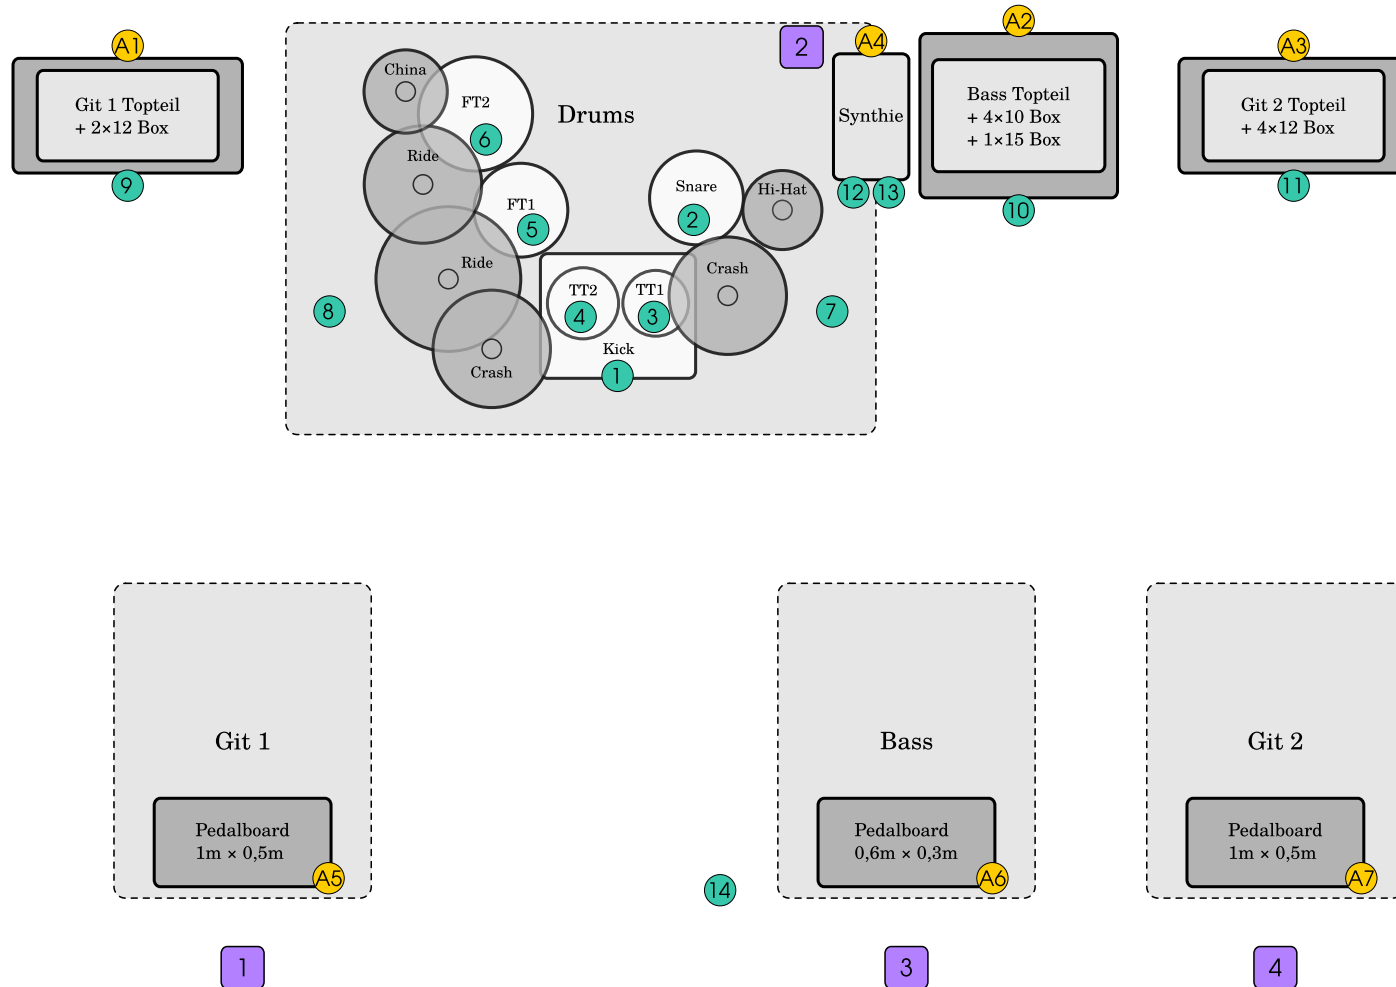 A1
Git 1 Topteil
+ 2×12 Box
9
Drums
China
FT2
6
Ride
FT1
5
Ride
Crash
Snare
2
Hi-Hat
Crash
TT2
4
TT1
3
Kick
1
8
7
2
A4
Synthie
12
13
A2
Bass Topteil
+ 4×10 Box
+ 1×15 Box
10
A3
Git 2 Topteil
+ 4×12 Box
11
Git 1
Pedalboard
1m × 0,5m
A5
1
14
Bass
Pedalboard
0,6m × 0,3m
A6
3
Git 2
Pedalboard
1m × 0,5m
A7
4